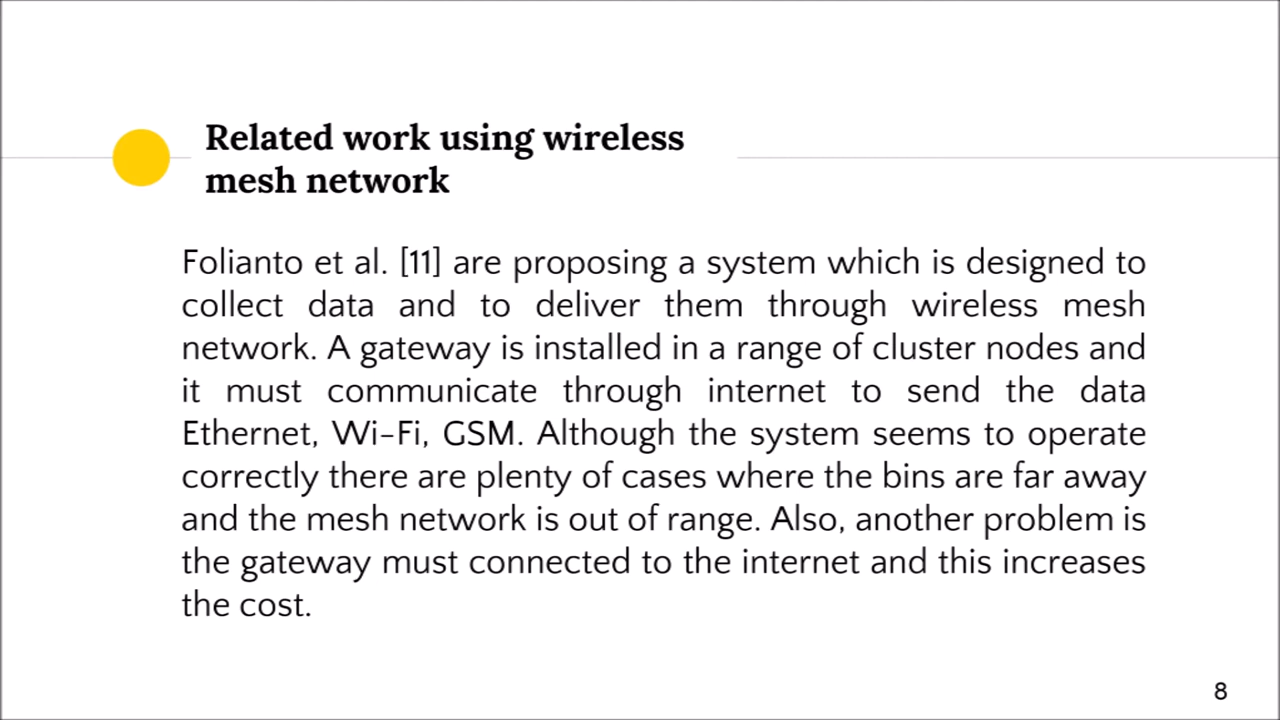 Related work using wireless
mesh network
Folianto et al. [11] are proposing a system which is designed to
collect data and to deliver them through wireless mesh
network. A gateway is installed in a range of cluster nodes and
it must communicate through internet to send the data
Ethernet, Wi-Fi, GSM. Although the system seems to operate
correctly there are plenty of cases where the bins are far away
and the mesh network is out of range. Also, another problem is
the gateway must connected to the internet and this increases
the cost.
8